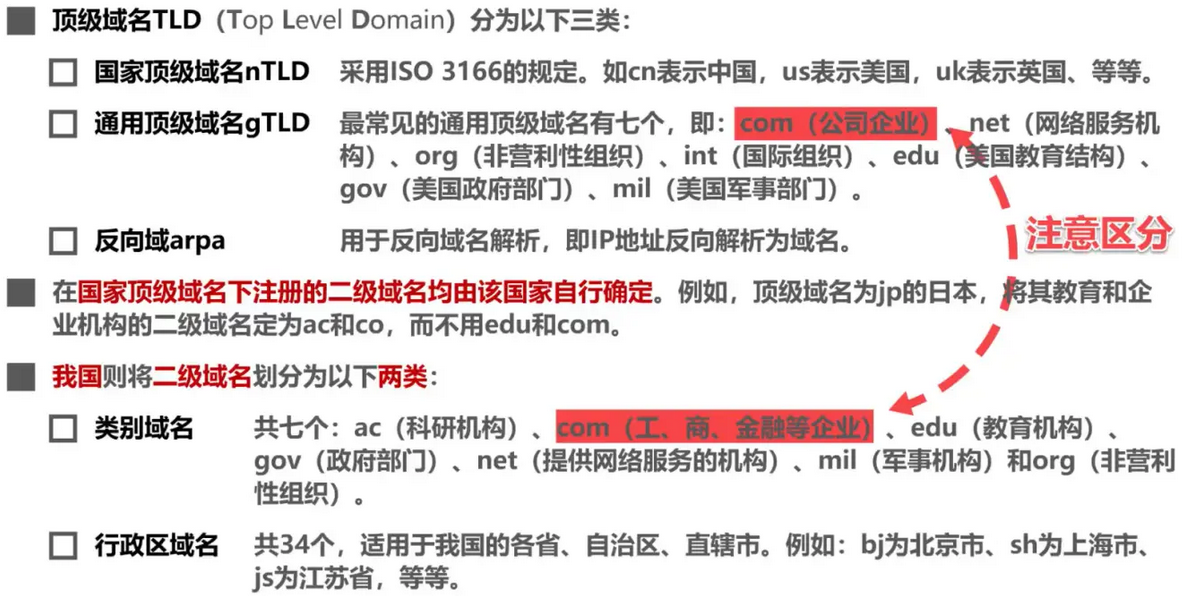 顶级域名TLD（Top Level Domain）分为以下三类：
国家顶级域名nTLD 采用ISO 3166的规定。如cn表示中国，us表示美国，uk表示英国、等等。
通用顶级域名gTLD 最常见的通用顶级域名有七个，即：com（公司企业）、net（网络服务机
构）、org（非营利性组织）、int（国际组织）、edu（美国教育结构）、
gov（美国政府部门）、mil（美国军事部门）。
反向域arpa 用于反向域名解析，即IP地址反向解析为域名。
注意区分
在国家顶级域名下注册的二级域名均由该国家自行确定。例如，顶级域名为jp的日本，将其教育和企
业机构的二级域名定为ac和co，而不用edu和com。
我国则将二级域名划分为以下两类：
类别域名 共七个：ac（科研机构）、com（工、商、金融等企业）、edu（教育机构）、
gov（政府部门）、net（提供网络服务的机构）、mil（军事机构）和org（非营利
性组织）。
行政区域名 共34个，适用于我国的各省、自治区、直辖市。例如：bj为北京市、sh为上海市、
js为江苏省，等等。